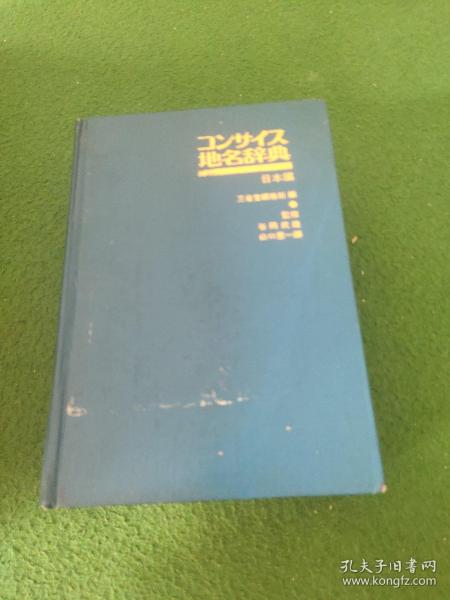 コンサイス
地名辞典
日本編
三省堂編修所 編
監修
谷岡武雄
山口恵一郎
孔夫子旧书网
www.kongfz.com